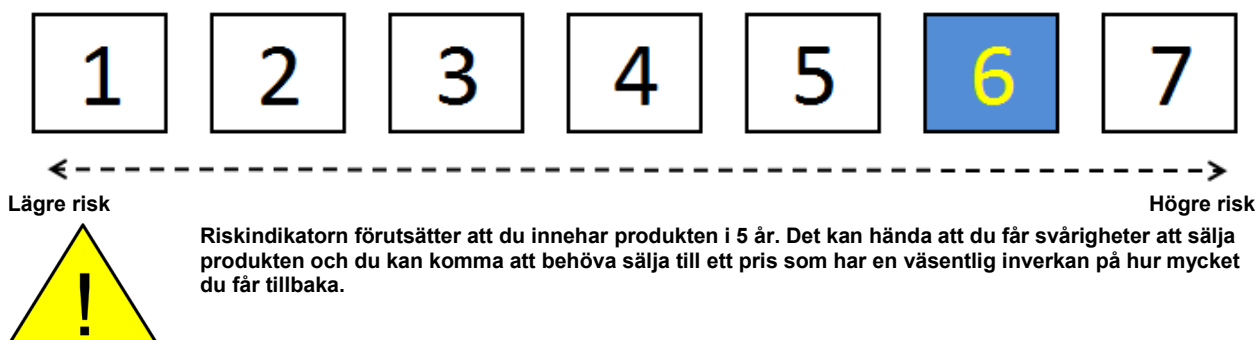 1 2 3 4 5 6 7
Lägre risk Högre risk
Riskindikatorn förutsätter att du innehar produkten i 5 år. Det kan hända att du får svårigheter att sälja
produkten och du kan komma att behöva sälja till ett pris som har en väsentlig inverkan på hur mycket
du får tillbaka.
!